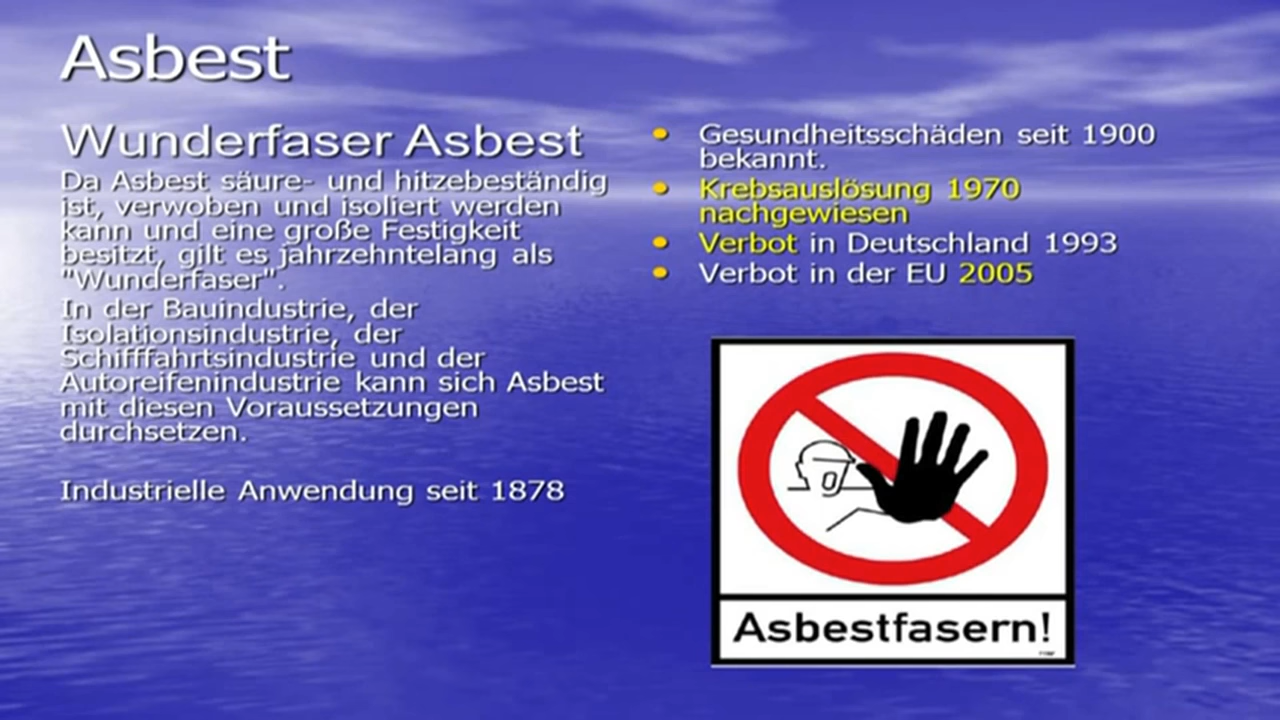 Asbest
Wunderfaser Asbest
Da Asbest säure- und hitzebeständig
ist, verwoben und isoliert werden
kann und eine große Festigkeit
besitzt, gilt es jahrzehntelang als
"Wunderfaser".
In der Bauindustrie, der
Isolationsindustrie, der
Schifffahrtsindustrie und der
Autoreifenindustrie kann sich Asbest
mit diesen Voraussetzungen
durchsetzen.
Industrielle Anwendung seit 1878
• Gesundheitsschäden seit 1900
bekannt.
• Krebsauslösung 1970
nachgewiesen
• Verbot in Deutschland 1993
• Verbot in der EU 2005
Asbestfasern!